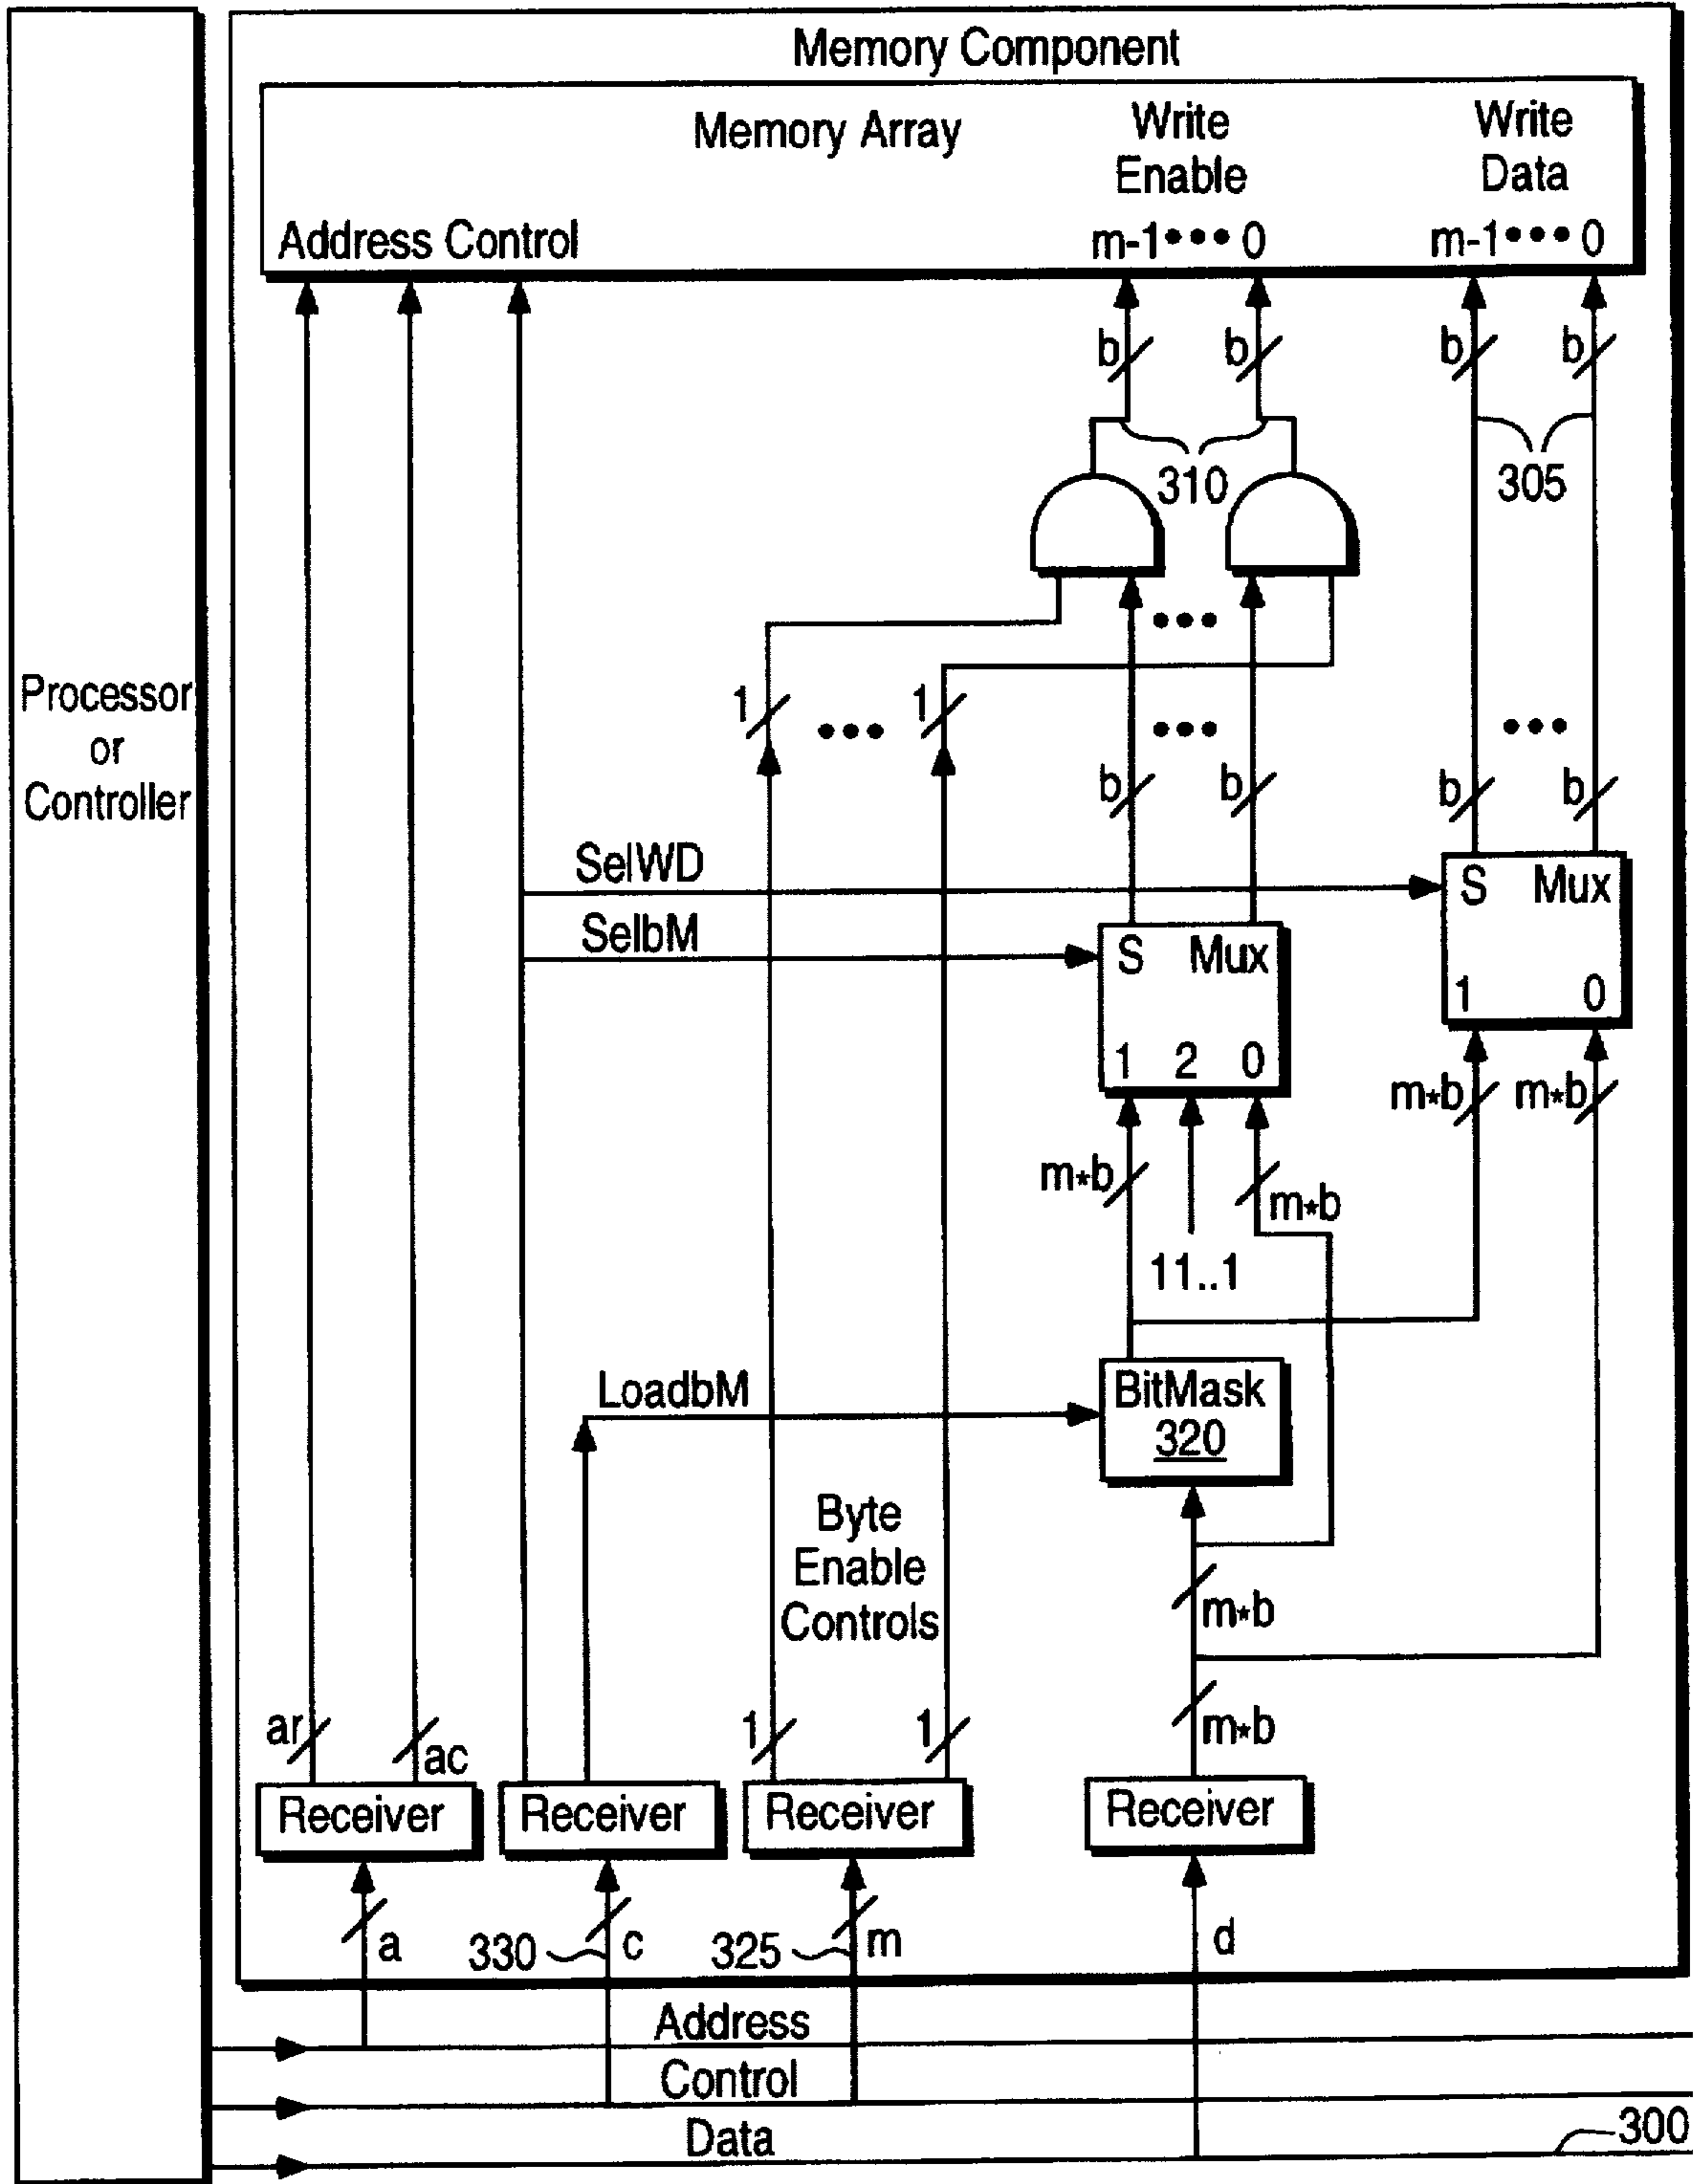 Memory Component
Memory Array
Write
Enable
Write
Data
Address Control
m-1•••0
m-1•••0
b
b
b
b
310
305
Processor
or
Controller
1
•••
1
•••
•••
•••
b
b
b
b
SelWD
S Mux
1 0
SelbM
S Mux
1 2 0
m*b
m*b
m*b
m*b
11..1
LoadbM
BitMask
320
Byte
Enable
Controls
m*b
m*b
ar
ac
1
1
Receiver
Receiver
Receiver
Receiver
a
330
c
325
m
d
Address
Control
Data
300